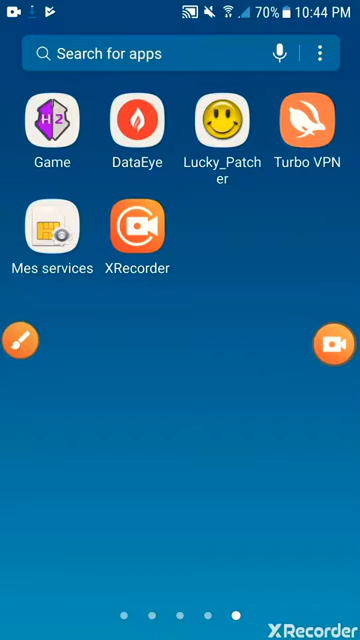 70% 10:44 PM
Search for apps
H2
Game
DataEye
Lucky_Patch
er
Turbo VPN
Mes services
XRecorder
XRecorder